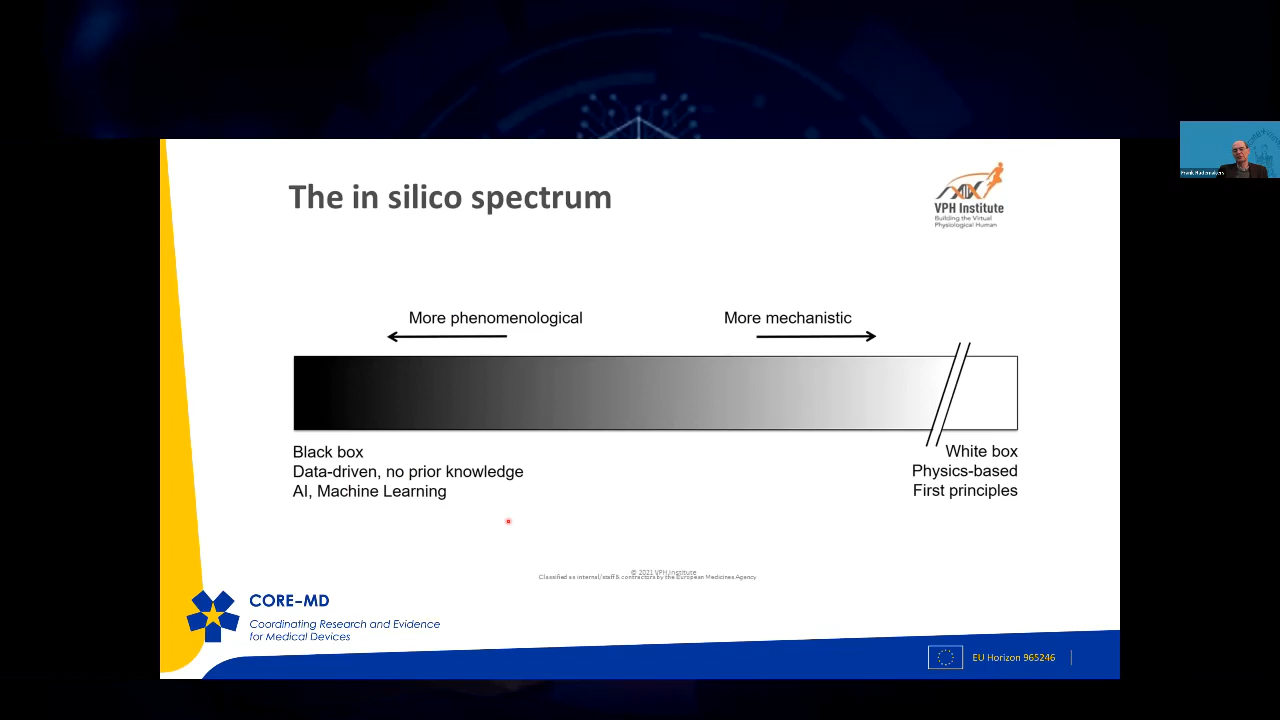 The in silico spectrum
VPH Institute
Building the Virtual
Physiological Human
More phenomenological
More mechanistic
Black box
Data-driven, no prior knowledge
AI, Machine Learning
White box
Physics-based
First principles
© 2021 VPH Institute
Classified as internal/staff & contractors by the European Medicines Agency
CORE–MD
Coordinating Research and Evidence
for Medical Devices
EU Horizon 965246
Frank Rademakers